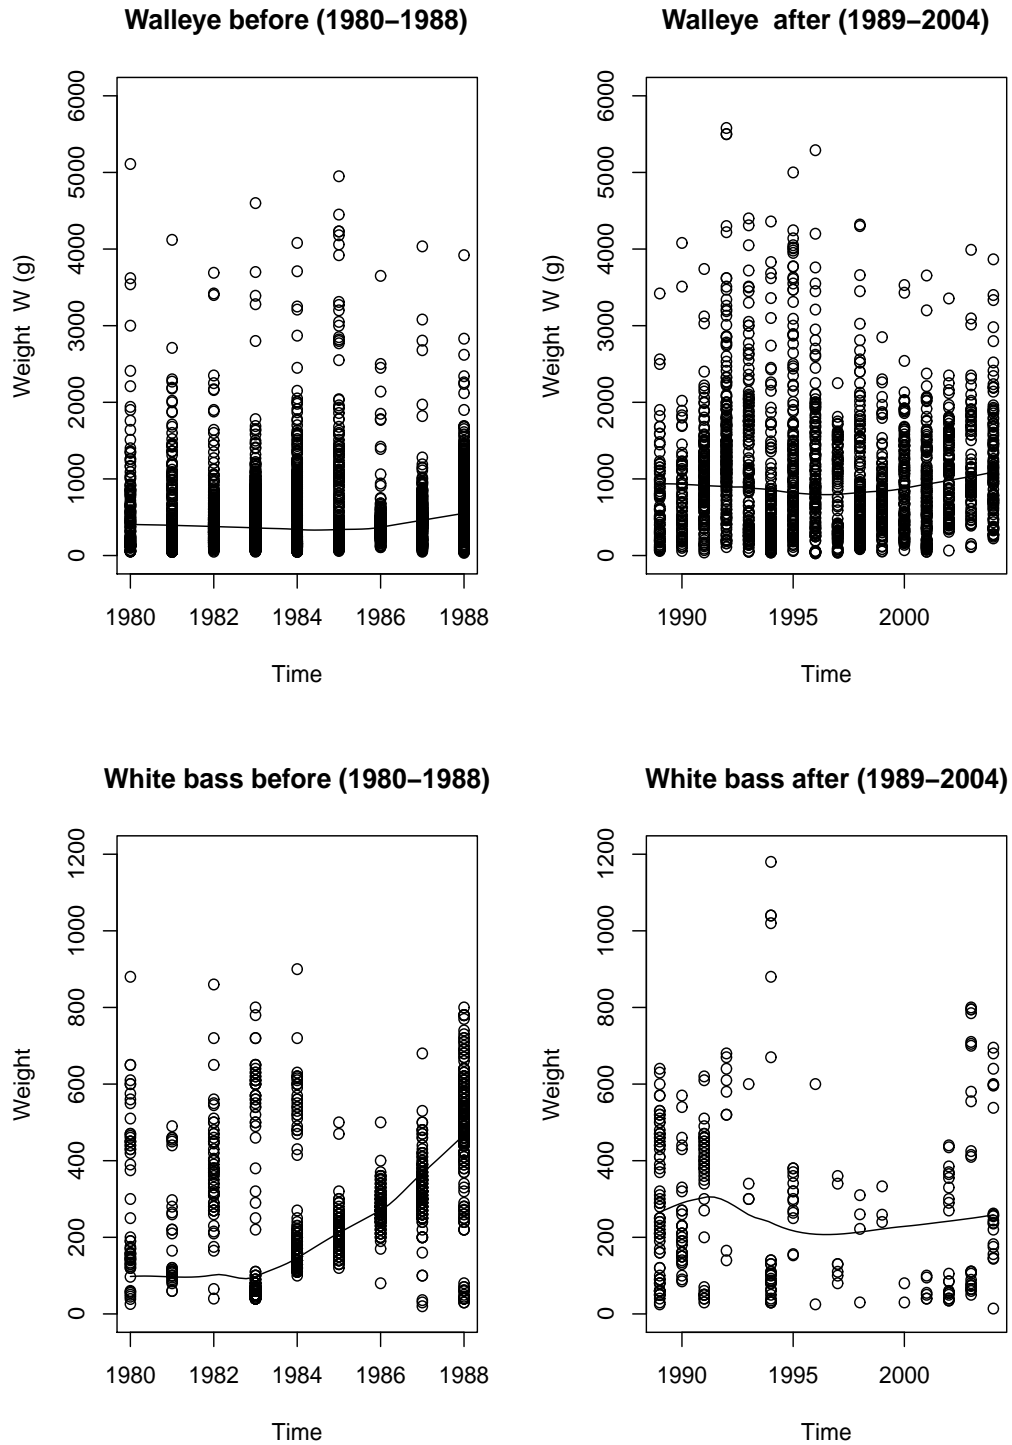 Walleye before (1980−1988)
Weight W (g)
0 1000 2000 3000 4000 5000 6000
1980 1982 1984 1986 1988
Time
Walleye after (1989−2004)
Weight W (g)
0 1000 2000 3000 4000 5000 6000
1990 1995 2000
Time
White bass before (1980−1988)
Weight
0 200 400 600 800 1000 1200
1980 1982 1984 1986 1988
Time
White bass after (1989−2004)
Weight
0 200 400 600 800 1000 1200
1990 1995 2000
Time